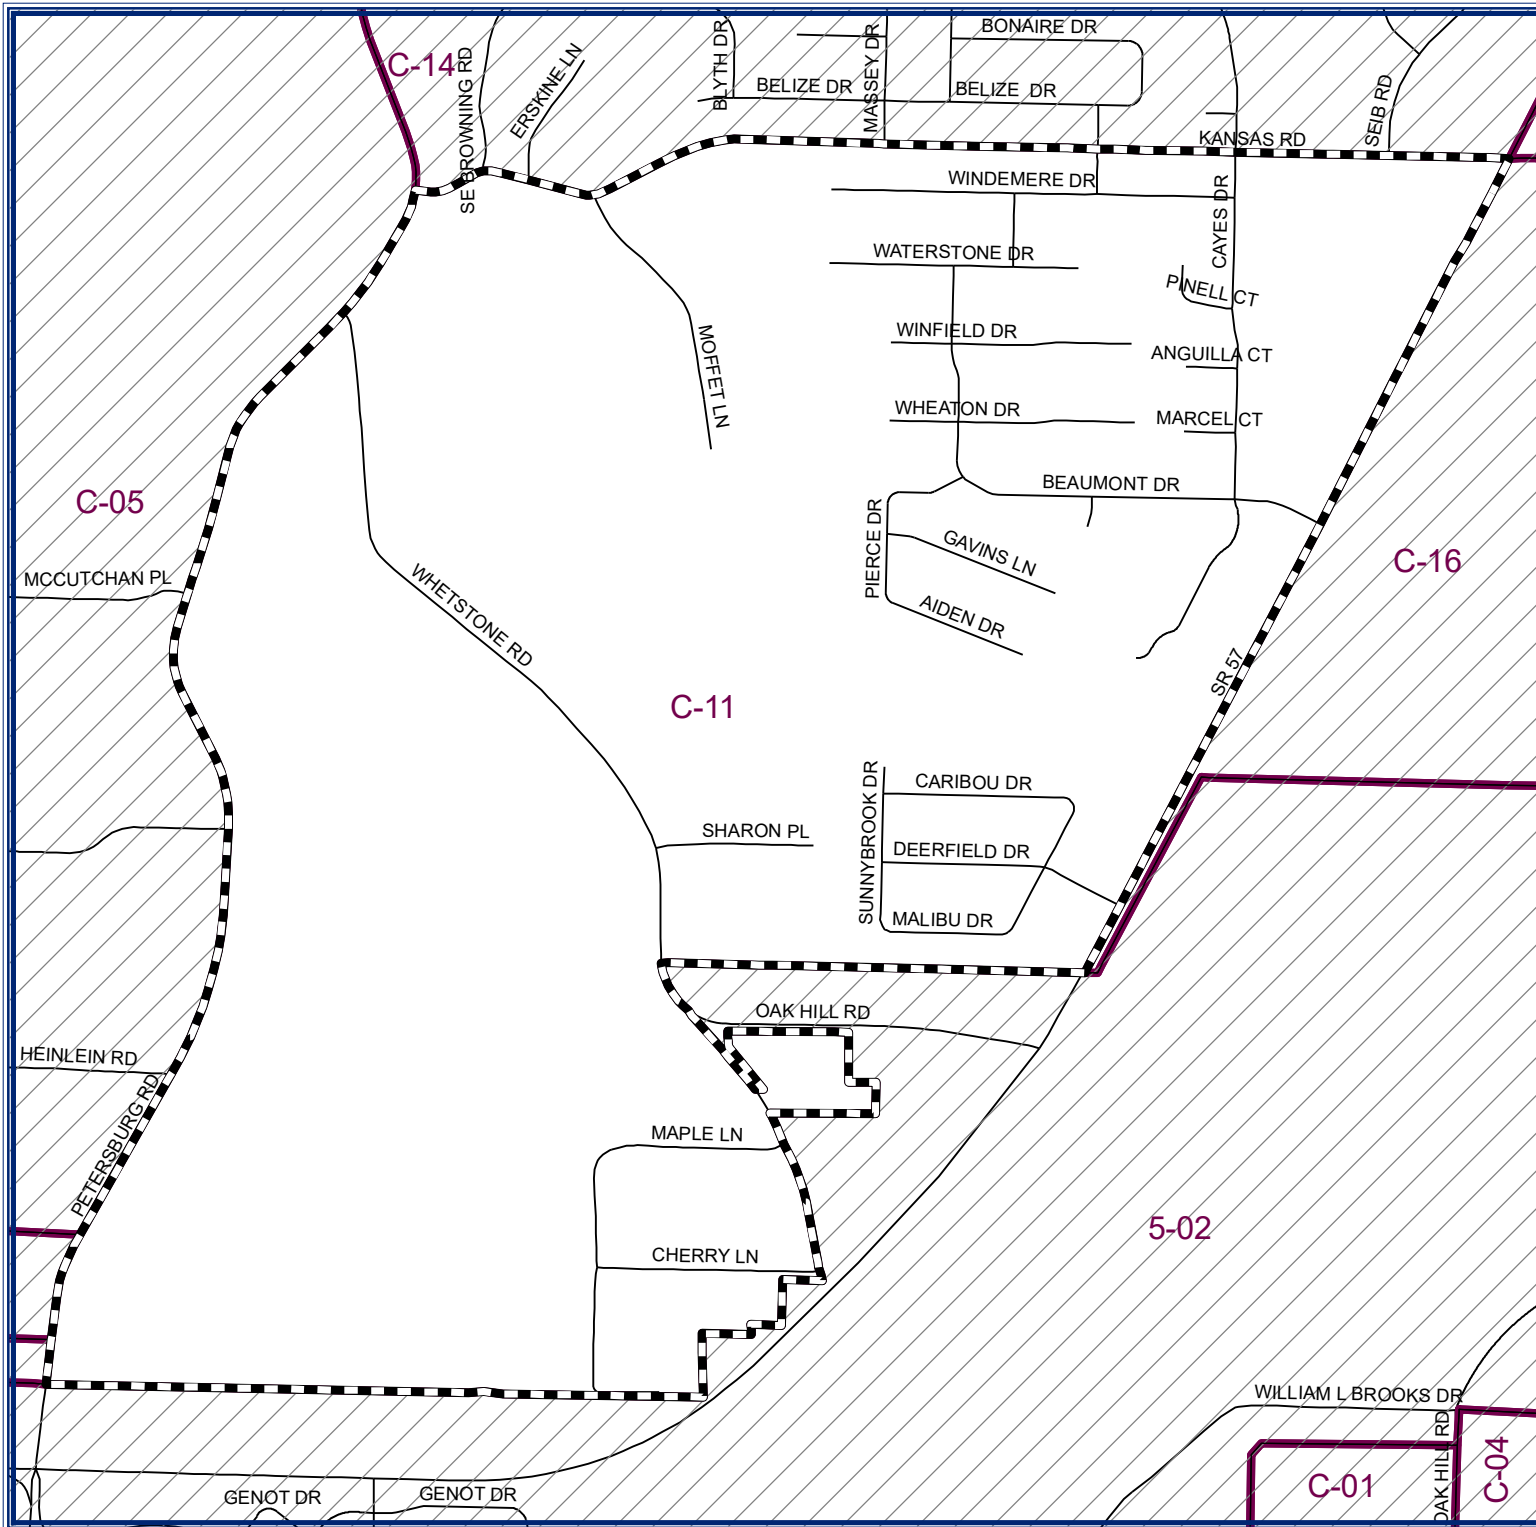 BONAIRE DR
C-14
SE BROWNING RD
ERSKINE LN
BLYTH DR
BELIZE DR
MASSEY DR
BELIZE DR
SEIB RD
KANSAS RD
WINDEMERE DR
CAYES DR
WATERSTONE DR
PINELL CT
WINFIELD DR
MOFFET LN
ANGUILLA CT
WHEATON DR
MARCEL CT
C-05
BEAUMONT DR
PIERCE DR
GAVINS LN
C-16
MCCUTCHAN PL
WHETSTONE RD
AIDEN DR
SR 57
C-11
CARIBOU DR
SUNNYBROOK DR
SHARON PL
DEERFIELD DR
MALIBU DR
OAK HILL RD
HEINLEIN RD
PETERSBURG RD
MAPLE LN
5-02
CHERRY LN
WILLIAM L BROOKS DR
OAK HILL RD
C-04
C-01
GENOT DR
GENOT DR